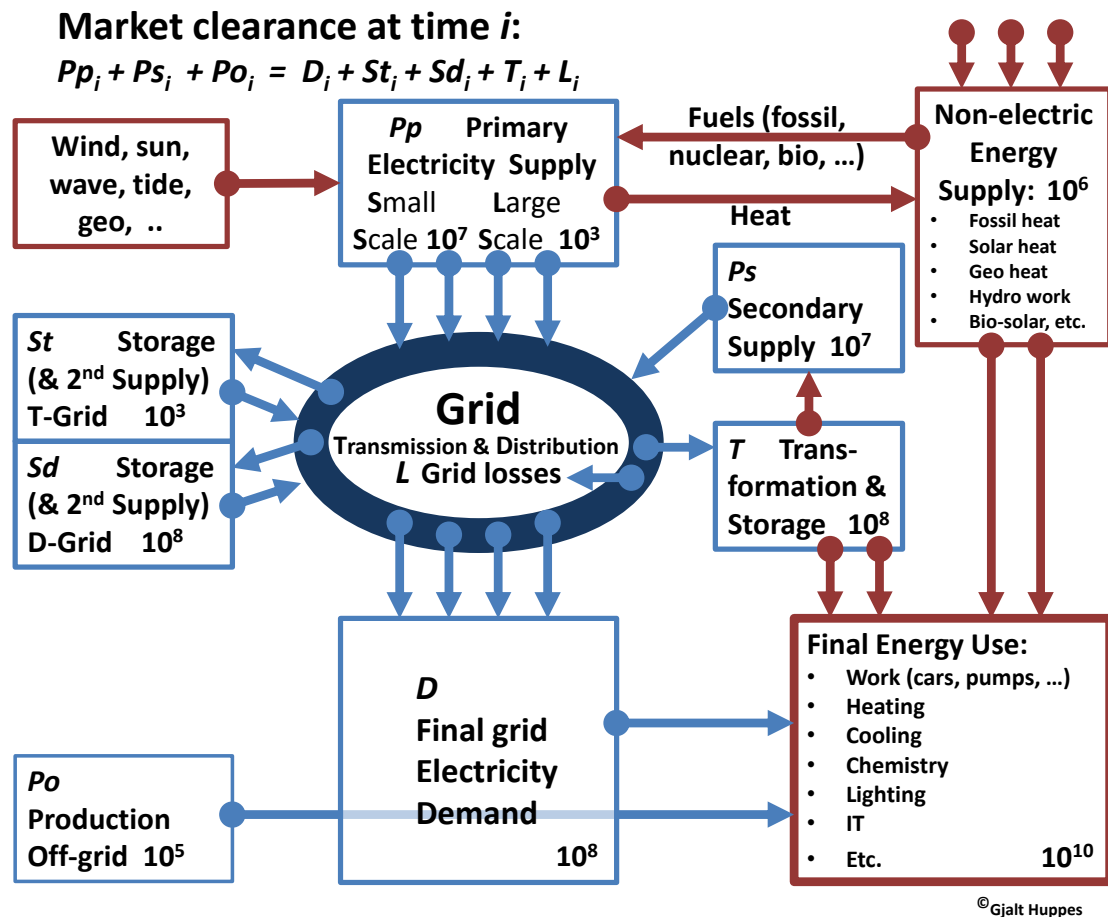 Market clearance at time i:
Ppᵢ + Psᵢ + Poᵢ = Dᵢ + Stᵢ + Sdᵢ + Tᵢ + Lᵢ
Wind, sun,
wave, tide,
geo, ..
Pp Primary
Electricity Supply
Small Large
Scale 10⁷ Scale 10³
Fuels (fossil,
nuclear, bio, …)
Heat
Non-electric
Energy
Supply: 10⁶
• Fossil heat
• Solar heat
• Geo heat
• Hydro work
• Bio-solar, etc.
Ps
Secondary
Supply 10⁷
St Storage
(& 2ⁿᵈ Supply)
T-Grid 10³
Sd Storage
(& 2ⁿᵈ Supply)
D-Grid 10⁸
Grid
Transmission & Distribution
L Grid losses
T Trans-
formation &
Storage 10⁸
D
Final grid
Electricity
Demand
10⁸
Po
Production
Off-grid 10⁵
Final Energy Use:
• Work (cars, pumps, …)
• Heating
• Cooling
• Chemistry
• Lighting
• IT
• Etc. 10¹⁰
©Gjalt Huppes